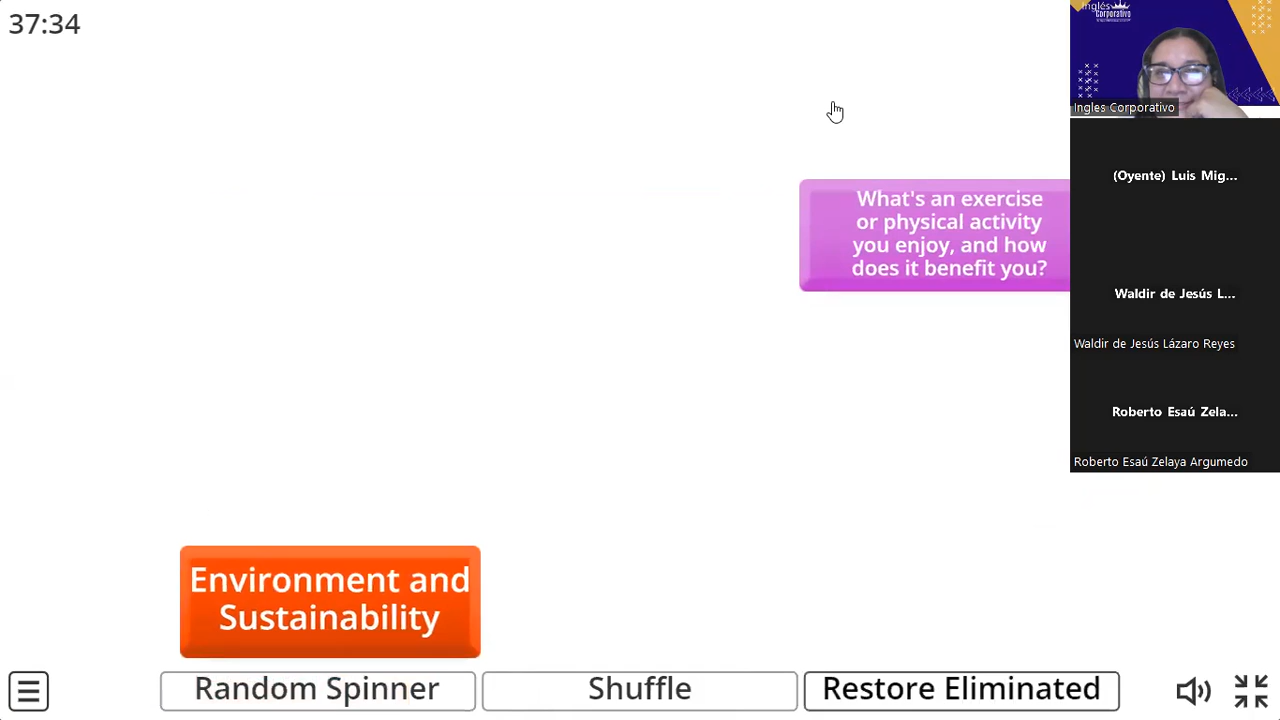 37:34
Inglés
corporativo
Ingles Corporativo
What's an exercise
or physical activity
you enjoy, and how
does it benefit you?
(Oyente) Luis Mig...
Waldir de Jesús L...
Waldir de Jesús Lázaro Reyes
Roberto Esaú Zela...
Roberto Esaú Zelaya Argumedo
Environment and
Sustainability
Random Spinner
Shuffle
Restore Eliminated